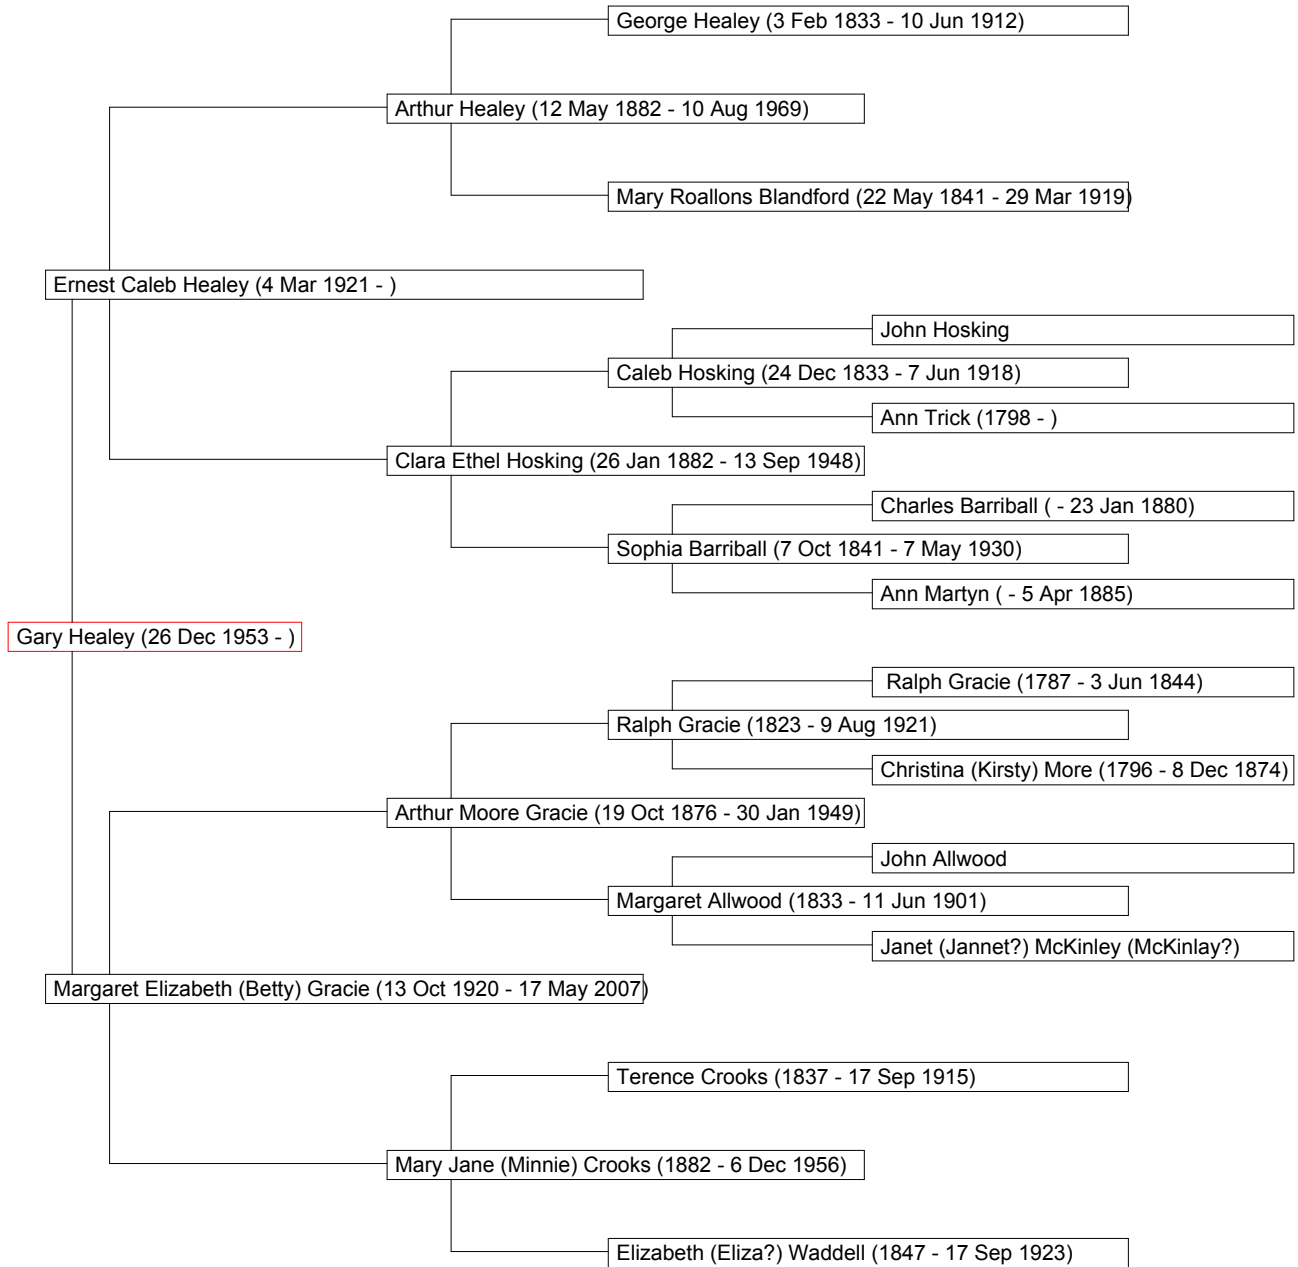 George Healey (3 Feb 1833 - 10 Jun 1912)
Arthur Healey (12 May 1882 - 10 Aug 1969)
Mary Roallons Blandford (22 May 1841 - 29 Mar 1919)
Ernest Caleb Healey (4 Mar 1921 - )
John Hosking
Caleb Hosking (24 Dec 1833 - 7 Jun 1918)
Ann Trick (1798 - )
Clara Ethel Hosking (26 Jan 1882 - 13 Sep 1948)
Charles Barriball ( - 23 Jan 1880)
Sophia Barriball (7 Oct 1841 - 7 May 1930)
Ann Martyn ( - 5 Apr 1885)
Gary Healey (26 Dec 1953 - )
Ralph Gracie (1787 - 3 Jun 1844)
Ralph Gracie (1823 - 9 Aug 1921)
Christina (Kirsty) More (1796 - 8 Dec 1874)
Arthur Moore Gracie (19 Oct 1876 - 30 Jan 1949)
John Allwood
Margaret Allwood (1833 - 11 Jun 1901)
Janet (Jannet?) McKinley (McKinlay?)
Margaret Elizabeth (Betty) Gracie (13 Oct 1920 - 17 May 2007)
Terence Crooks (1837 - 17 Sep 1915)
Mary Jane (Minnie) Crooks (1882 - 6 Dec 1956)
Elizabeth (Eliza?) Waddell (1847 - 17 Sep 1923)